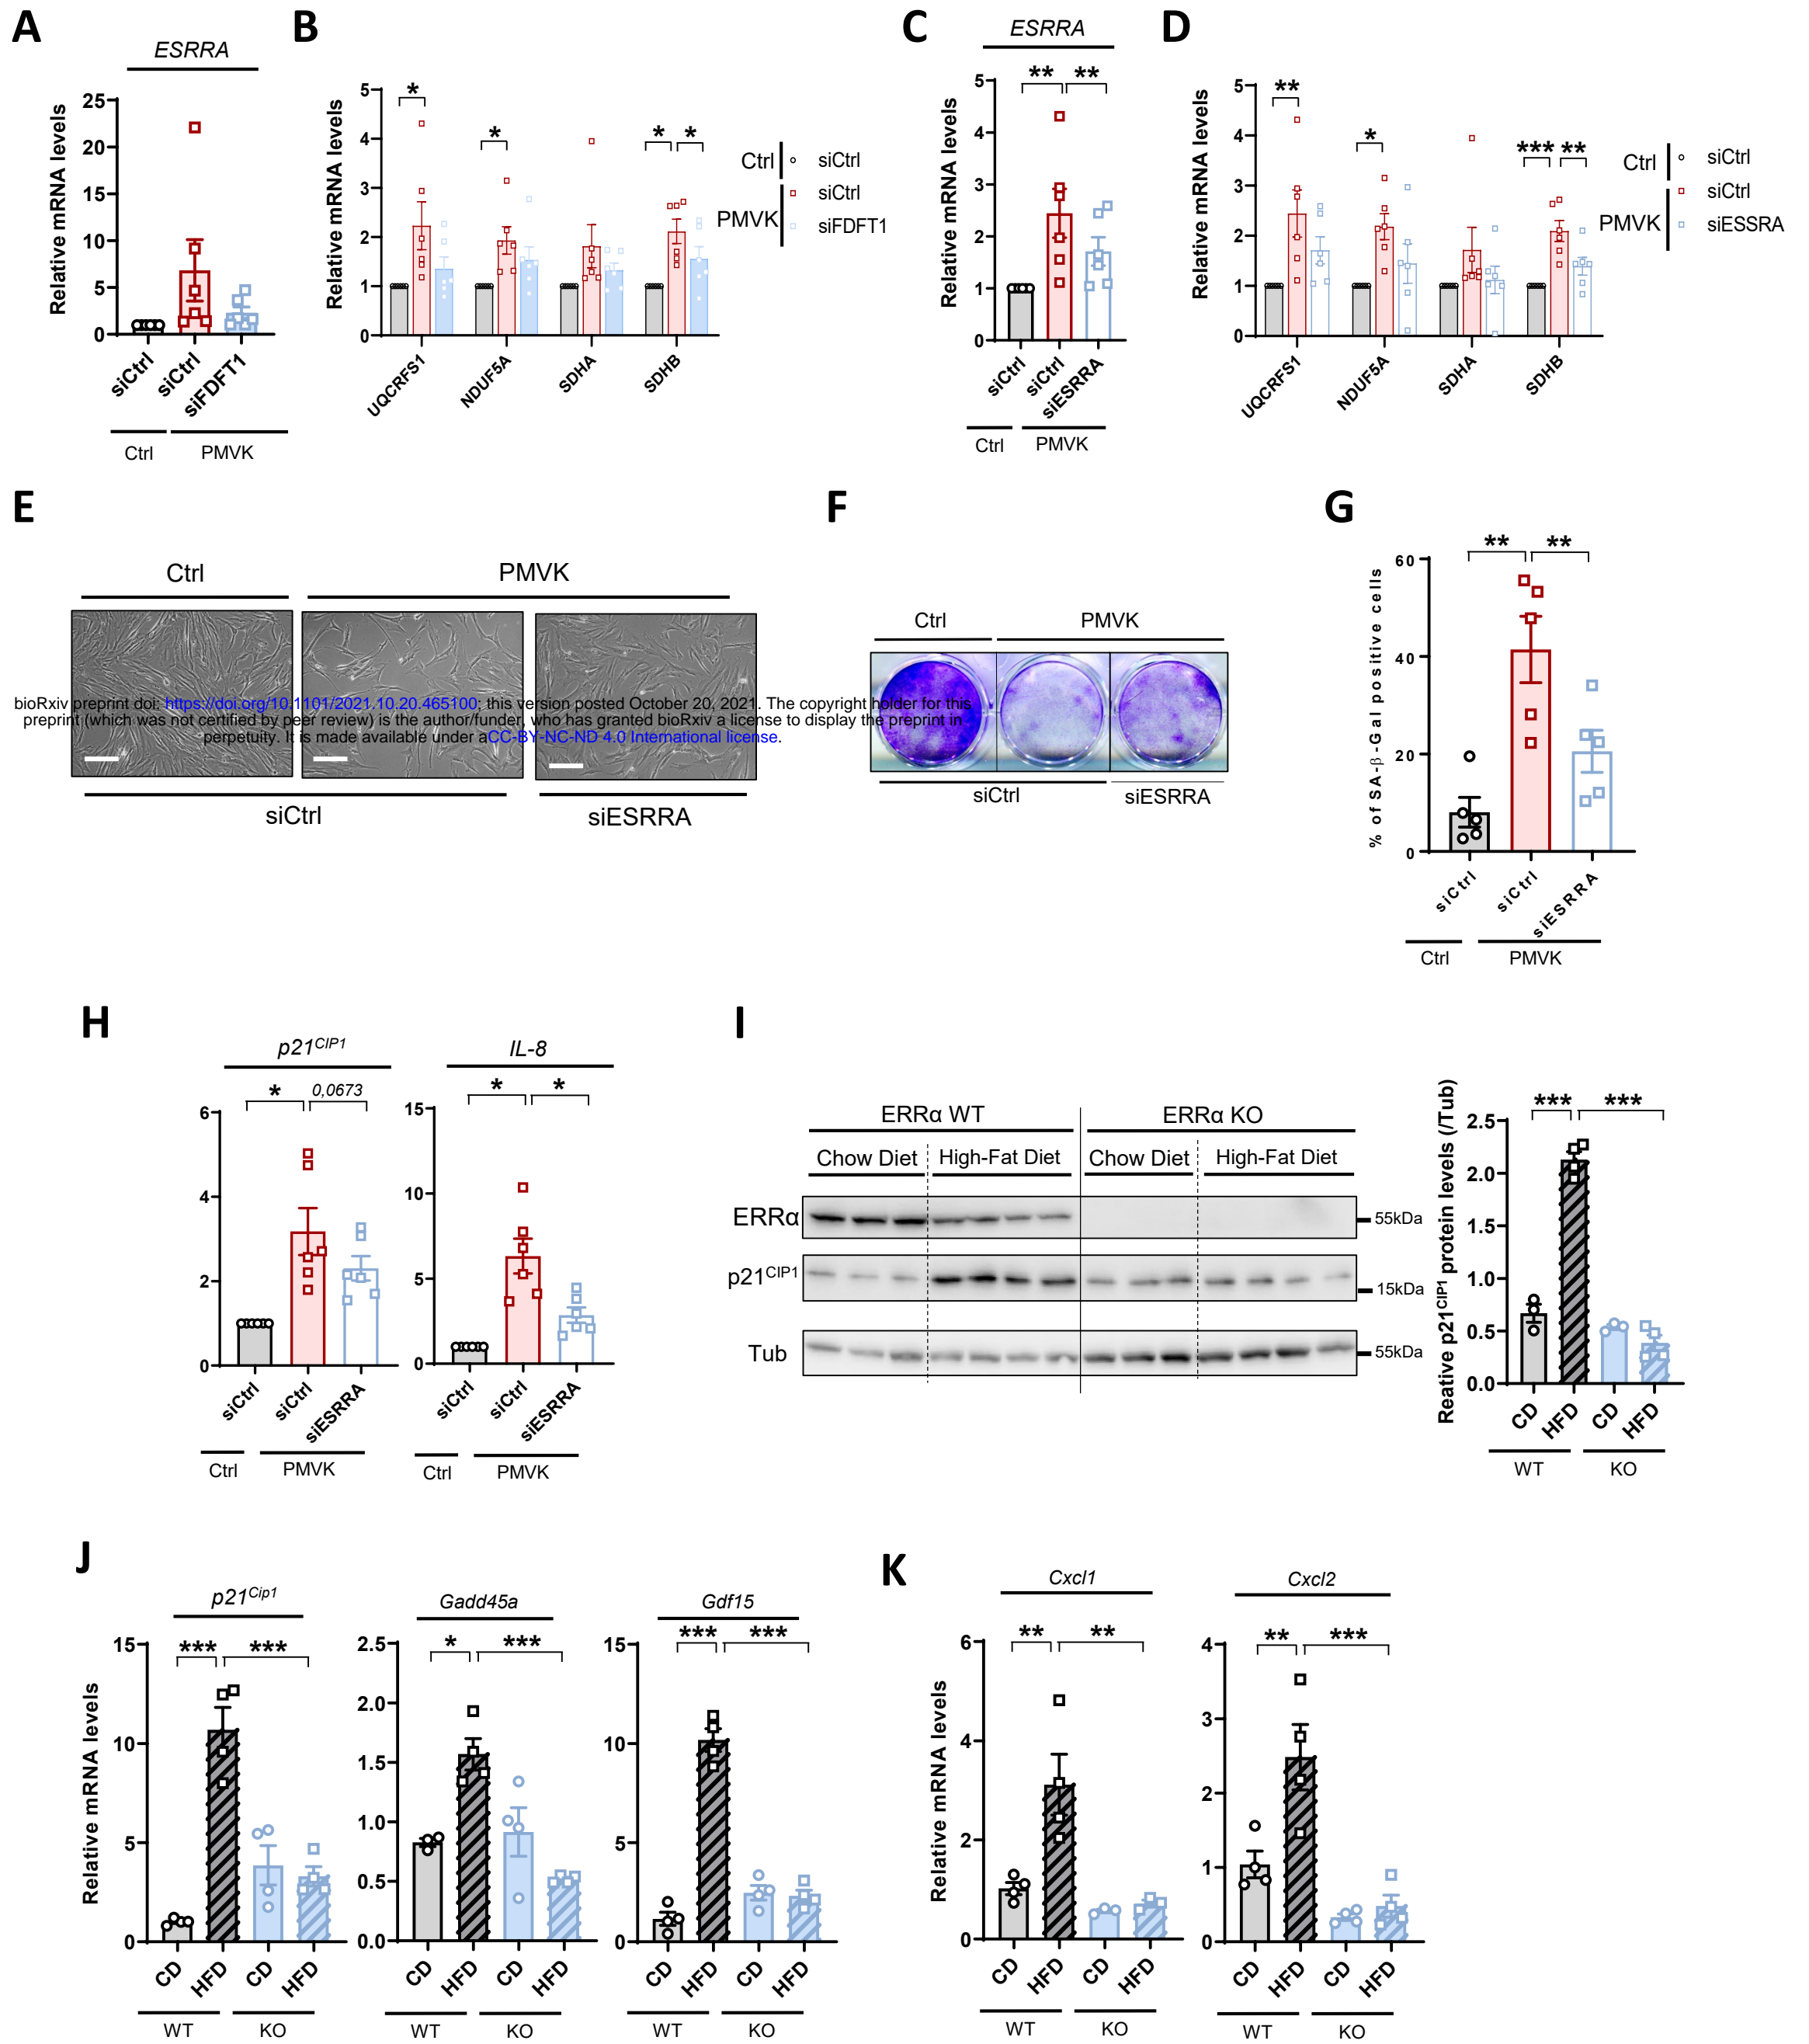 A
ESRRA
Relative mRNA levels
25
20
15
10
5
0
siCtrl
siCtrl
siFDFT1
Ctrl
PMVK
B
Relative mRNA levels
5
4
3
2
1
0
*
*
* *
UQCRFS1
NDUF5A
SDHA
SDHB
Ctrl siCtrl
PMVK siCtrl
siFDFT1
C
ESRRA
Relative mRNA levels
5
4
3
2
1
0
** **
siCtrl
siCtrl
siESRRA
Ctrl
PMVK
D
Relative mRNA levels
5
4
3
2
1
0
**
*
*** **
UQCRFS1
NDUF5A
SDHA
SDHB
Ctrl siCtrl
PMVK siCtrl
siESSRA
E
Ctrl
PMVK
siCtrl
siESRRA
bioRxiv preprint doi: https://doi.org/10.1101/2021.10.20.465100; this version posted October 20, 2021. The copyright holder for this
preprint (which was not certified by peer review) is the author/funder, who has granted bioRxiv a license to display the preprint in
perpetuity. It is made available under aCC-BY-NC-ND 4.0 International license.
F
Ctrl
PMVK
siCtrl
siESRRA
G
% of SA-β-Gal positive cells
60
40
20
0
** **
siCtrl
siCtrl
siESRRA
Ctrl
PMVK
H
p21CIP1
* 0,0673
6
4
2
0
siCtrl
siCtrl
siESRRA
Ctrl
PMVK
IL-8
* *
15
10
5
0
siCtrl
siCtrl
siESRRA
Ctrl
PMVK
I
ERRα WT
ERRα KO
Chow Diet
High-Fat Diet
Chow Diet
High-Fat Diet
ERRα
55kDa
p21CIP1
15kDa
Tub
55kDa
Reative p21CIP1 protein levels (/Tub)
2.5
2.0
1.5
1.0
0.5
0.0
*** ***
CD
HFD
CD
HFD
WT
KO
J
p21Cip1
*** ***
Relative mRNA levels
15
10
5
0
CD
HFD
CD
HFD
WT
KO
Gadd45a
* ***
2.5
2.0
1.5
1.0
0.5
0.0
CD
HFD
CD
HFD
WT
KO
Gdf15
*** ***
15
10
5
0
CD
HFD
CD
HFD
WT
KO
K
Cxcl1
** **
Relative mRNA levels
6
4
2
0
CD
HFD
CD
HFD
WT
KO
Cxcl2
** ***
4
3
2
1
0
CD
HFD
CD
HFD
WT
KO